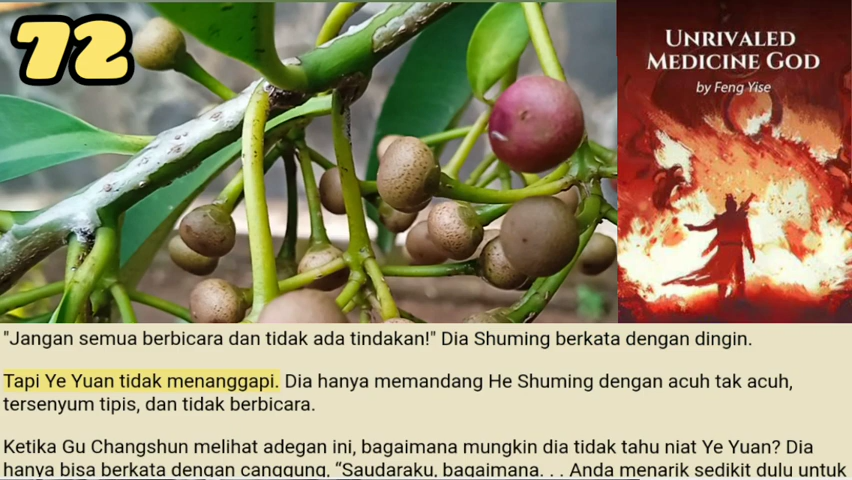 72
UNRIVALED
MEDICINE GOD
by Feng Yise
"Jangan semua berbicara dan tidak ada tindakan!" Dia Shuming berkata dengan dingin.
Tapi Ye Yuan tidak menanggapi. Dia hanya memandang He Shuming dengan acuh tak acuh,
tersenyum tipis, dan tidak berbicara.
Ketika Gu Changshun melihat adegan ini, bagaimana mungkin dia tidak tahu niat Ye Yuan? Dia
hanya bisa berkata dengan canggung, “Saudaraku, bagaimana. . . Anda menarik sedikit dulu untuk